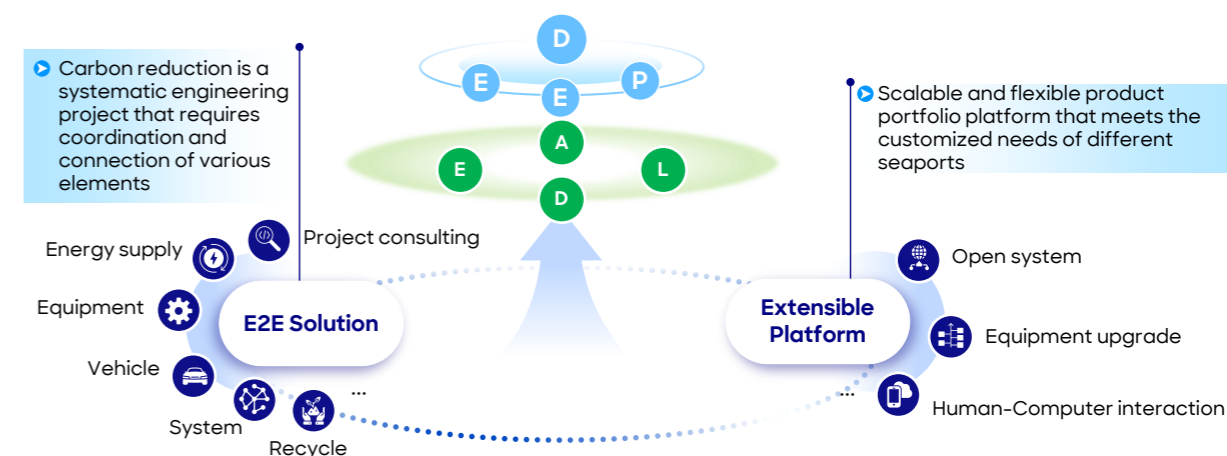 D
E
P
E
A
E
L
D
Carbon reduction is a
systematic engineering
project that requires
coordination and
connection of various
elements
Scalable and flexible product
portfolio platform that meets the
customized needs of different
seaports
Project consulting
Energy supply
Equipment
Vehicle
System
Recycle
...
E2E Solution
Extensible
Platform
Open system
Equipment upgrade
Human-Computer interaction
...